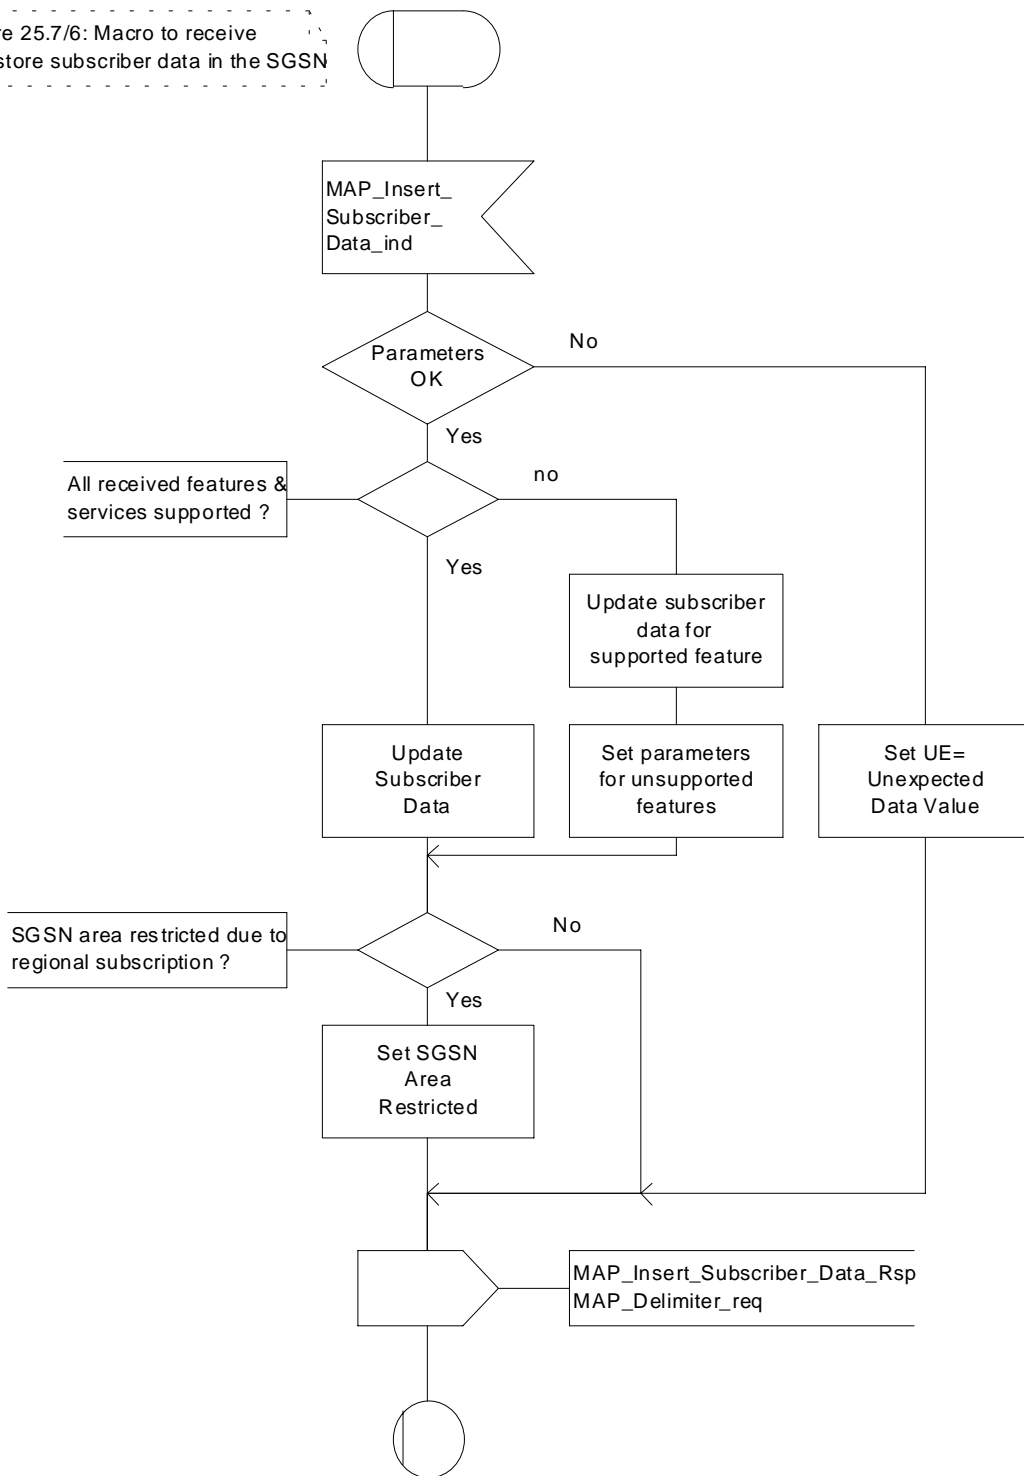 re 25.7/6: Macro to receive
store subscriber data in the SGSN
MAP_Insert_
Subscriber_
Data_ind
Parameters
OK
No
Yes
All received features &
services supported ?
no
Yes
Update subscriber
data for
supported feature
Update
Subscriber
Data
Set parameters
for unsupported
features
Set UE=
Unexpected
Data Value
SGSN area restricted due to
regional subscription ?
No
Yes
Set SGSN
Area
Restricted
MAP_Insert_Subscriber_Data_Rsp
MAP_Delimiter_req